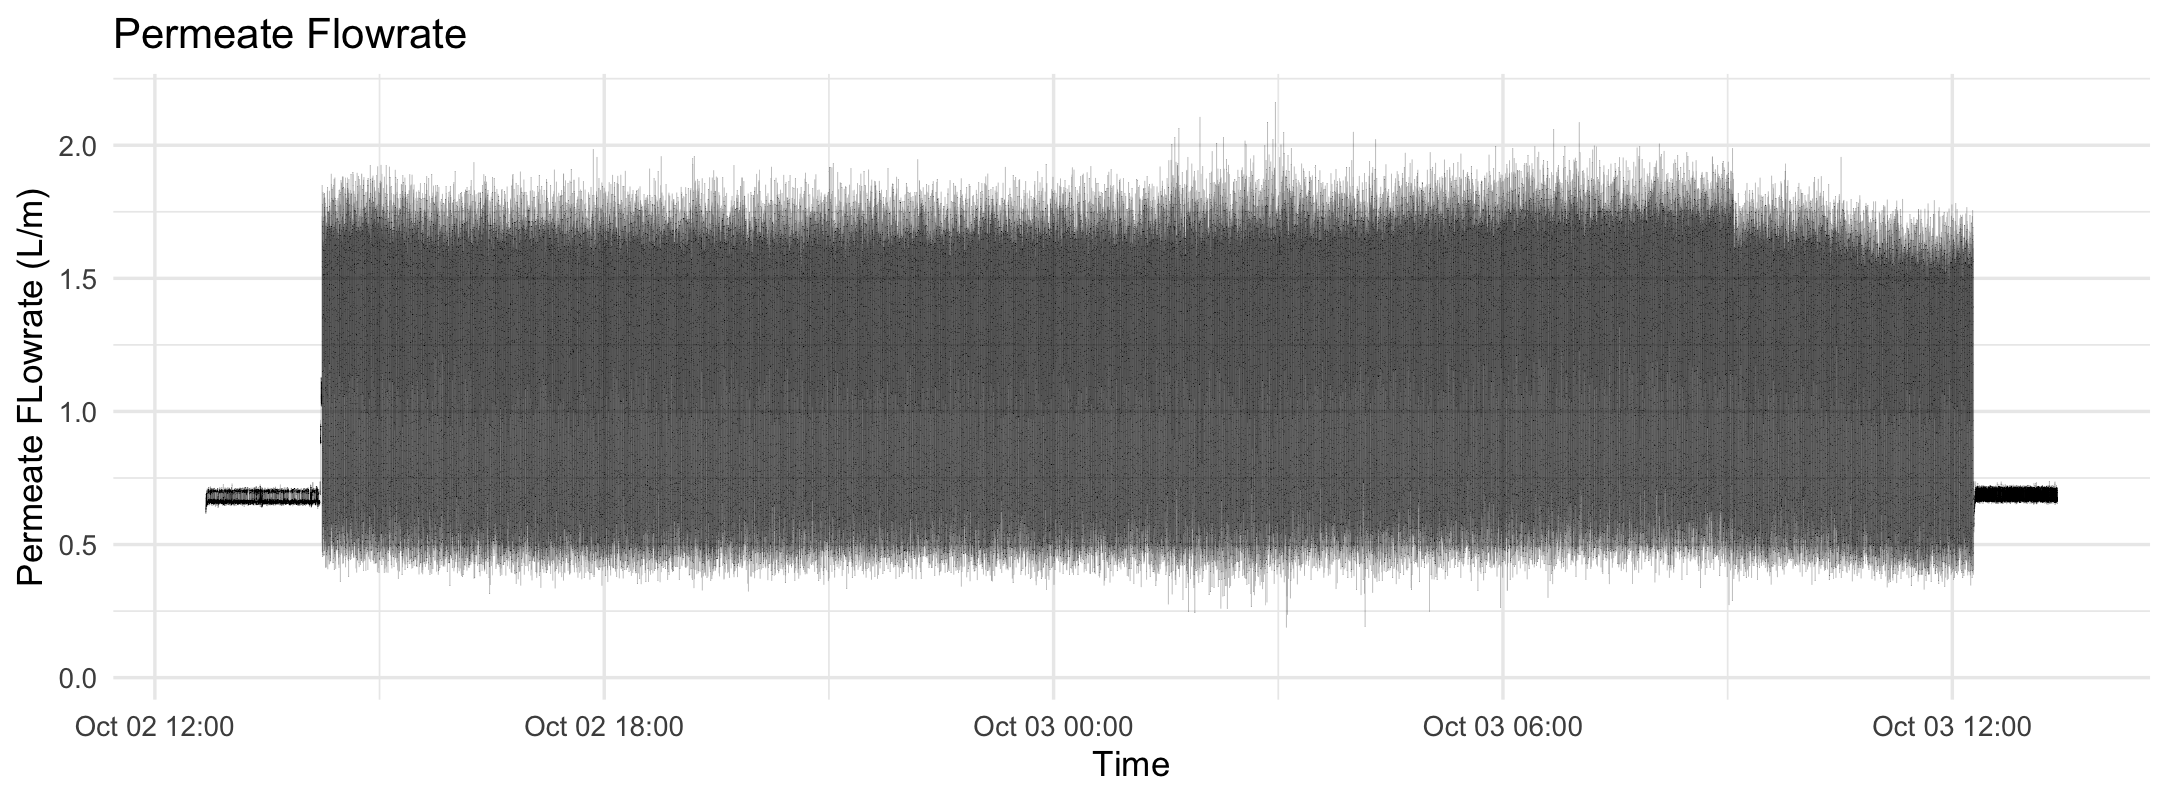 Permeate Flowrate
Permeate FLowrate (L/m)
2.0
1.5
1.0
0.5
0.0
Oct 02 12:00 Oct 02 18:00 Oct 03 00:00 Oct 03 06:00 Oct 03 12:00
Time